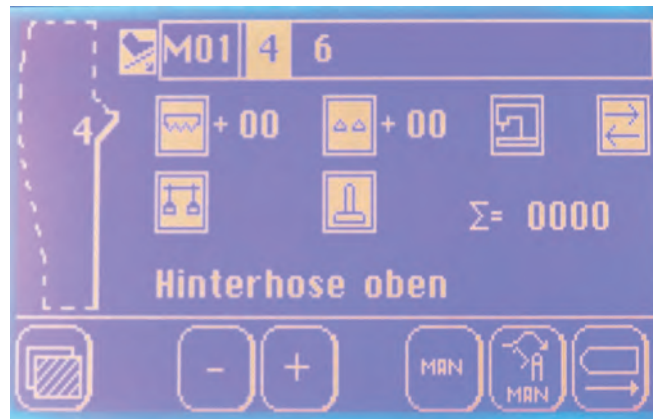 M01 4 6
4 + 00 + 00
Σ= 0000
Hinterhose oben
- + MAN A MAN